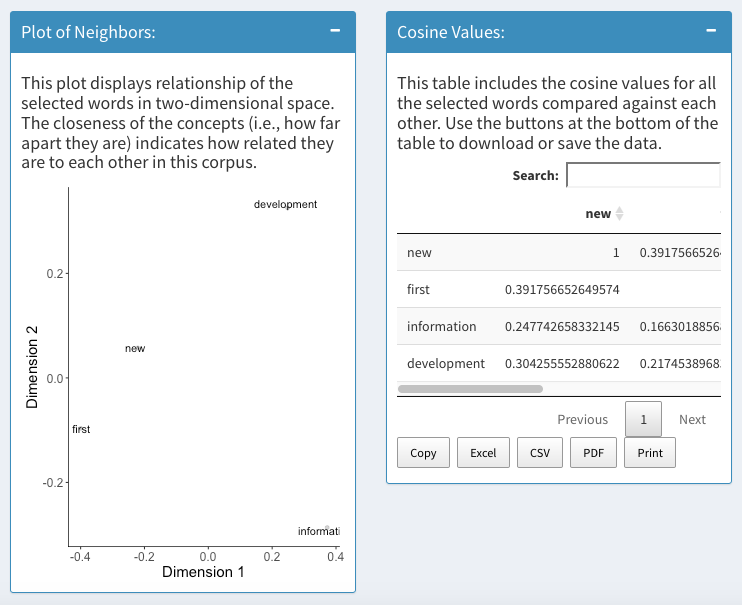 Plot of Neighbors:
This plot displays relationship of the
selected words in two-dimensional space.
The closeness of the concepts (i.e., how far
apart they are) indicates how related they
are to each other in this corpus.
development
0.2
new
0.0
first
-0.2
informati
-0.4 -0.2 0.0 0.2 0.4
Dimension 1
Dimension 2
Cosine Values:
This table includes the cosine values for all
the selected words compared against each
other. Use the buttons at the bottom of the
table to download or save the data.
Search:
new
new 1 0.3917566526
first 0.391756652649574
information 0.247742658332145 0.1663018856
development 0.304255552880622 0.2174538968
Previous 1 Next
Copy Excel CSV PDF Print